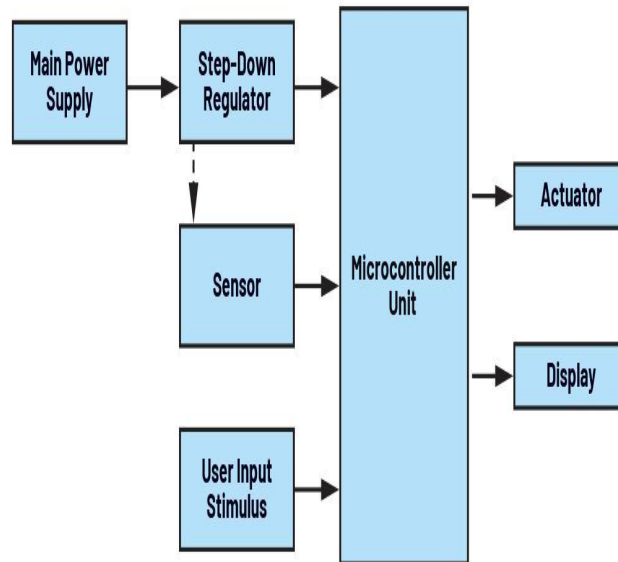 Main Power
Supply
Step-Down
Regulator
Sensor
User Input
Stimulus
Microcontroller
Unit
Actuator
Display